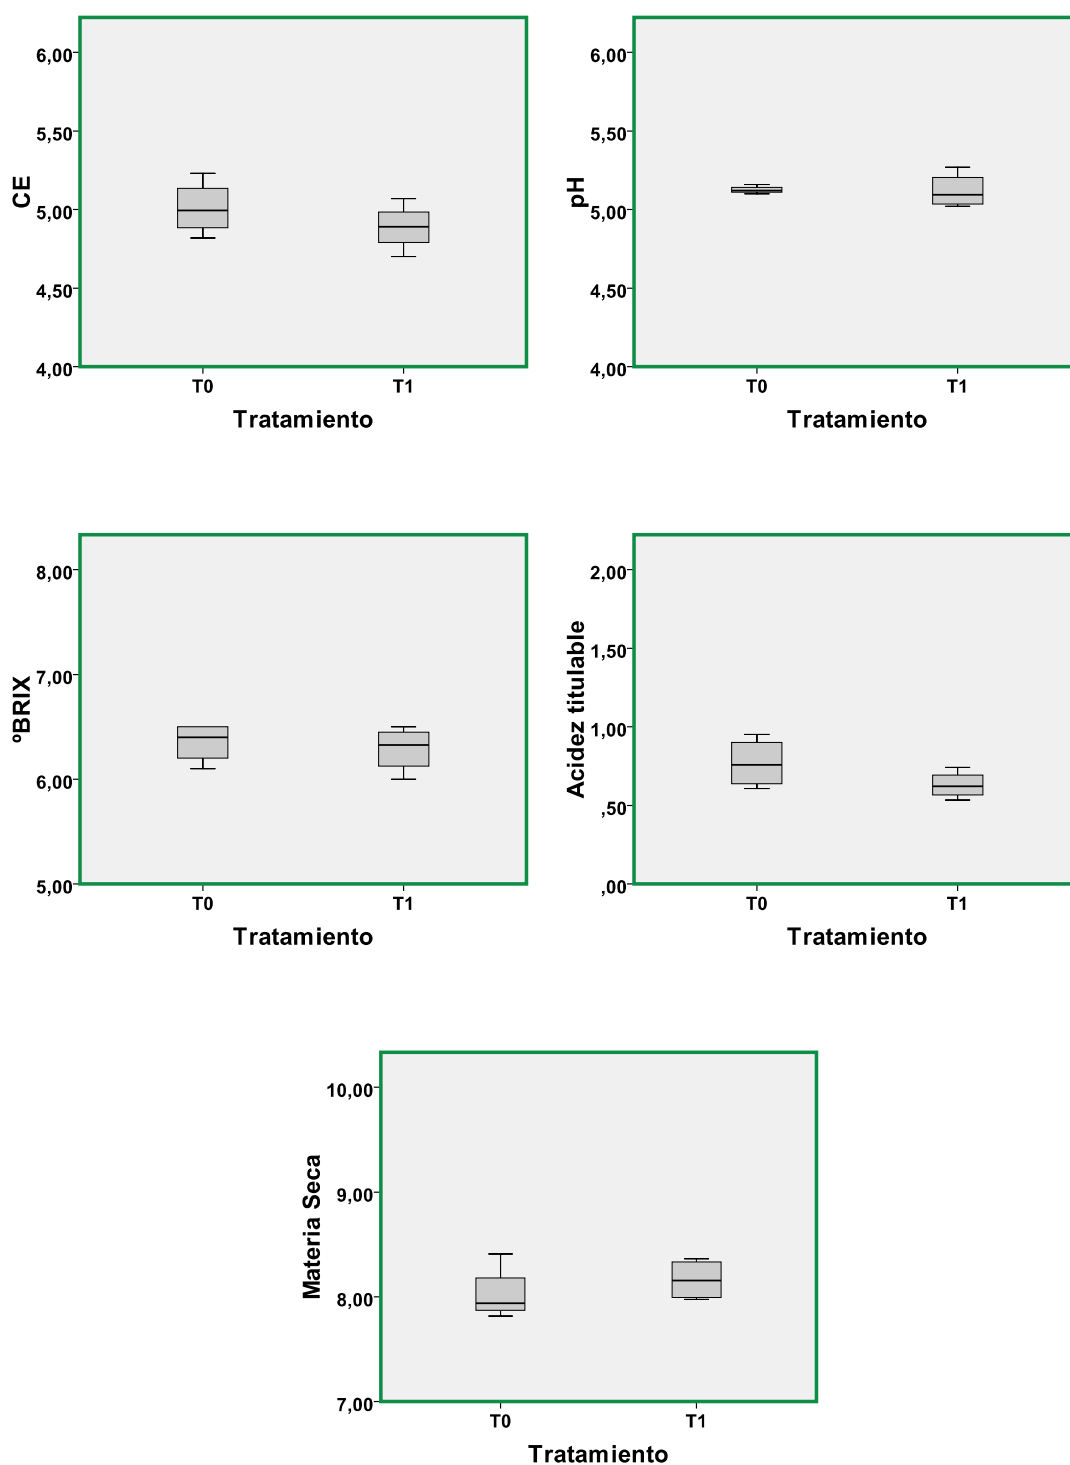 6,00
5,50
5,00
4,50
4,00
CE
T0 T1
Tratamiento
6,00
5,50
5,00
4,50
4,00
pH
T0 T1
Tratamiento
8,00
7,00
6,00
5,00
ºBRIX
T0 T1
Tratamiento
2,00
1,50
1,00
,50
,00
Acidez titulable
T0 T1
Tratamiento
10,00
9,00
8,00
7,00
Materia Seca
T0 T1
Tratamiento